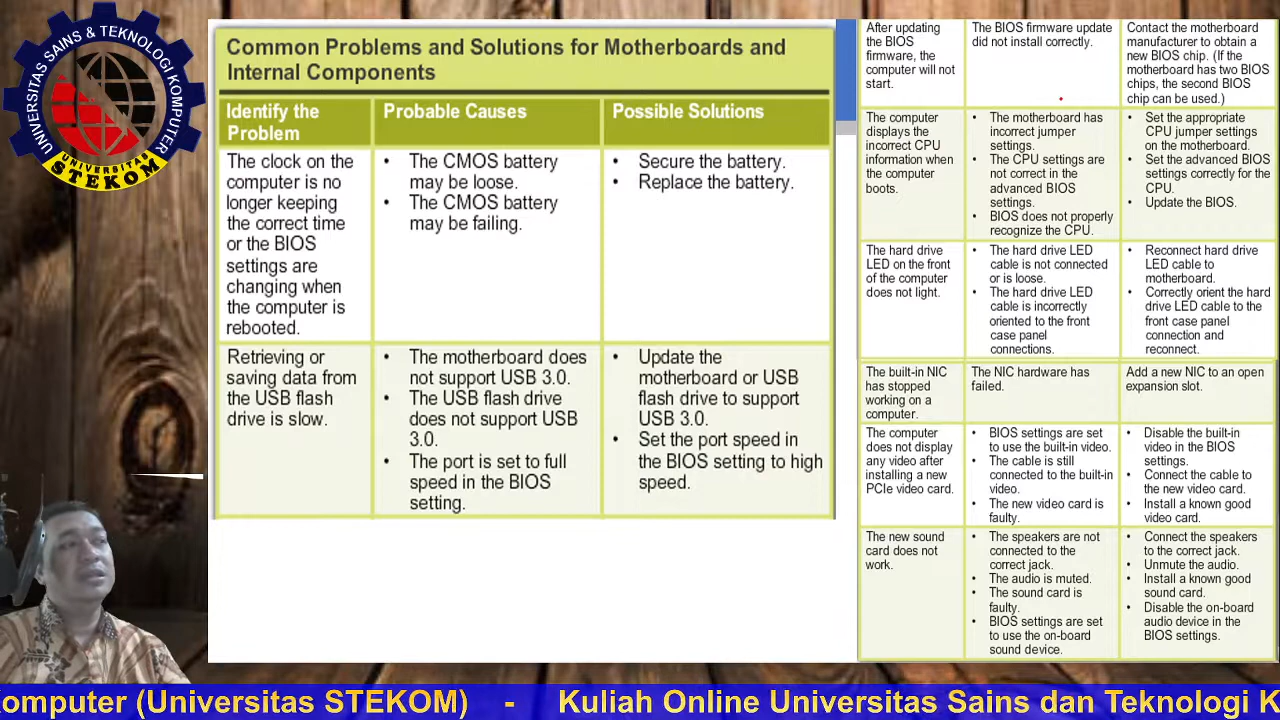 UNIVERSITAS SAINS & TEKNOLOGI KOMPUTER
UNIVERSITAS
STEKOM
Common Problems and Solutions for Motherboards and
Internal Components
Identify the
Problem
Probable Causes
Possible Solutions
The clock on the
computer is no
longer keeping
the correct time
or the BIOS
settings are
changing when
the computer is
rebooted.
• The CMOS battery
may be loose.
• The CMOS battery
may be failing.
• Secure the battery.
• Replace the battery.
Retrieving or
saving data from
the USB flash
drive is slow.
• The motherboard does
not support USB 3.0.
• The USB flash drive
does not support USB
3.0.
• The port is set to full
speed in the BIOS
setting.
• Update the
motherboard or USB
flash drive to support
USB 3.0.
• Set the port speed in
the BIOS setting to high
speed.
After updating
the BIOS
firmware, the
computer will not
start.
The BIOS firmware update
did not install correctly.
Contact the motherboard
manufacturer to obtain a
new BIOS chip. (If the
motherboard has two BIOS
chips, the second BIOS
chip can be used.)
The computer
displays the
incorrect CPU
information when
the computer
boots.
• The motherboard has
incorrect jumper
settings.
• The CPU settings are
not correct in the
advanced BIOS
settings.
• BIOS does not properly
recognize the CPU.
• Set the appropriate
CPU jumper settings
on the motherboard.
• Set the advanced BIOS
settings correctly for the
CPU.
• Update the BIOS.
The hard drive
LED on the front
of the computer
does not light.
• The hard drive LED
cable is not connected
or is loose.
• The hard drive LED
cable is incorrectly
oriented to the front
case panel
connections.
• Reconnect hard drive
LED cable to
motherboard.
• Correctly orient the hard
drive LED cable to the
front case panel
connection and
reconnect.
The built-in NIC
has stopped
working on a
computer.
The NIC hardware has
failed.
Add a new NIC to an open
expansion slot.
The computer
does not display
any video after
installing a new
PCIe video card.
• BIOS settings are set
to use the built-in video.
• The cable is still
connected to the built-in
video.
• The new video card is
faulty.
• Disable the built-in
video in the BIOS
settings.
• Connect the cable to
the new video card.
• Install a known good
video card.
The new sound
card does not
work.
• The speakers are not
connected to the
correct jack.
• The audio is muted.
• The sound card is
faulty.
• BIOS settings are set
to use the on-board
sound device.
• Connect the speakers
to the correct jack.
• Unmute the audio.
• Install a known good
sound card.
• Disable the on-board
audio device in the
BIOS settings.
omputer (Universitas STEKOM) - Kuliah Online Universitas Sains dan Teknologi K